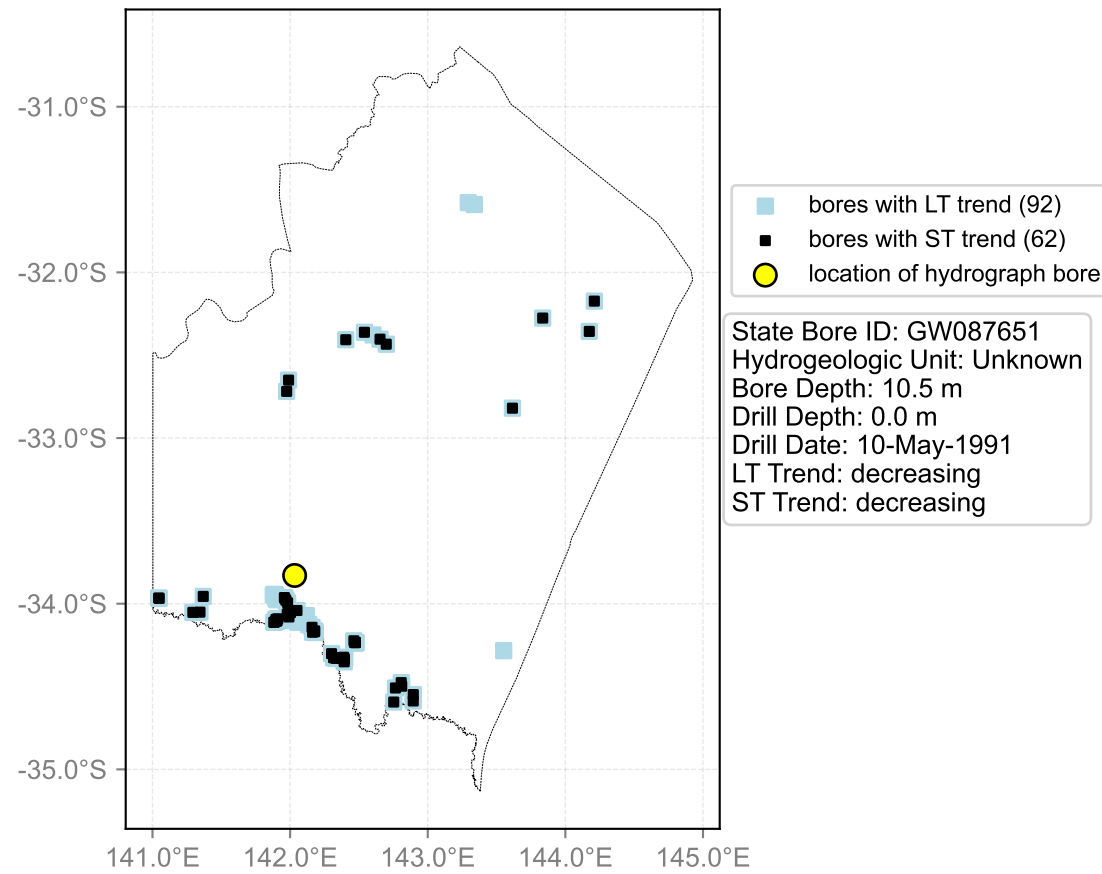 -31.0°S
-32.0°S
-33.0°S
-34.0°S
-35.0°S
141.0°E
142.0°E
143.0°E
144.0°E
145.0°E
bores with LT trend (92)
bores with ST trend (62)
location of hydrograph bore
State Bore ID: GW087651
Hydrogeologic Unit: Unknown
Bore Depth: 10.5 m
Drill Depth: 0.0 m
Drill Date: 10-May-1991
LT Trend: decreasing
ST Trend: decreasing